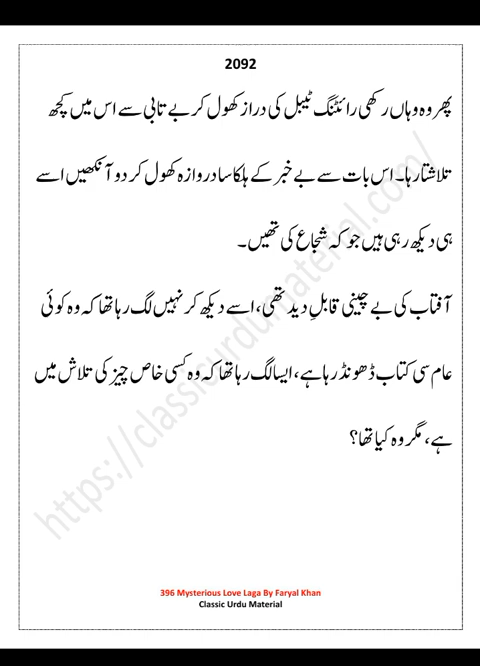 2092
پھر وہ وہاں رکھی رائٹنگ ٹیبل کی دراز کھول کر بے تابی سے اس میں کچھ
تلاشتا رہا۔ اس بات سے بے خبر کے ہلکا سا دروازہ کھول کر دو آنکھیں اسے
ہی دیکھ رہی ہیں جو کہ شجاع کی تھیں۔
آفتاب کی بے چینی قابلِ دید تھی، اسے دیکھ کر نہیں لگ رہا تھا کہ وہ کوئی
عام سی کتاب ڈھونڈ رہا ہے، ایسا لگ رہا تھا کہ وہ کسی خاص چیز کی تلاش میں
ہے، مگر وہ کیا تھا؟
https://classicurdumaterial.com/
396 Mysterious Love Laga By Faryal Khan
Classic Urdu Material